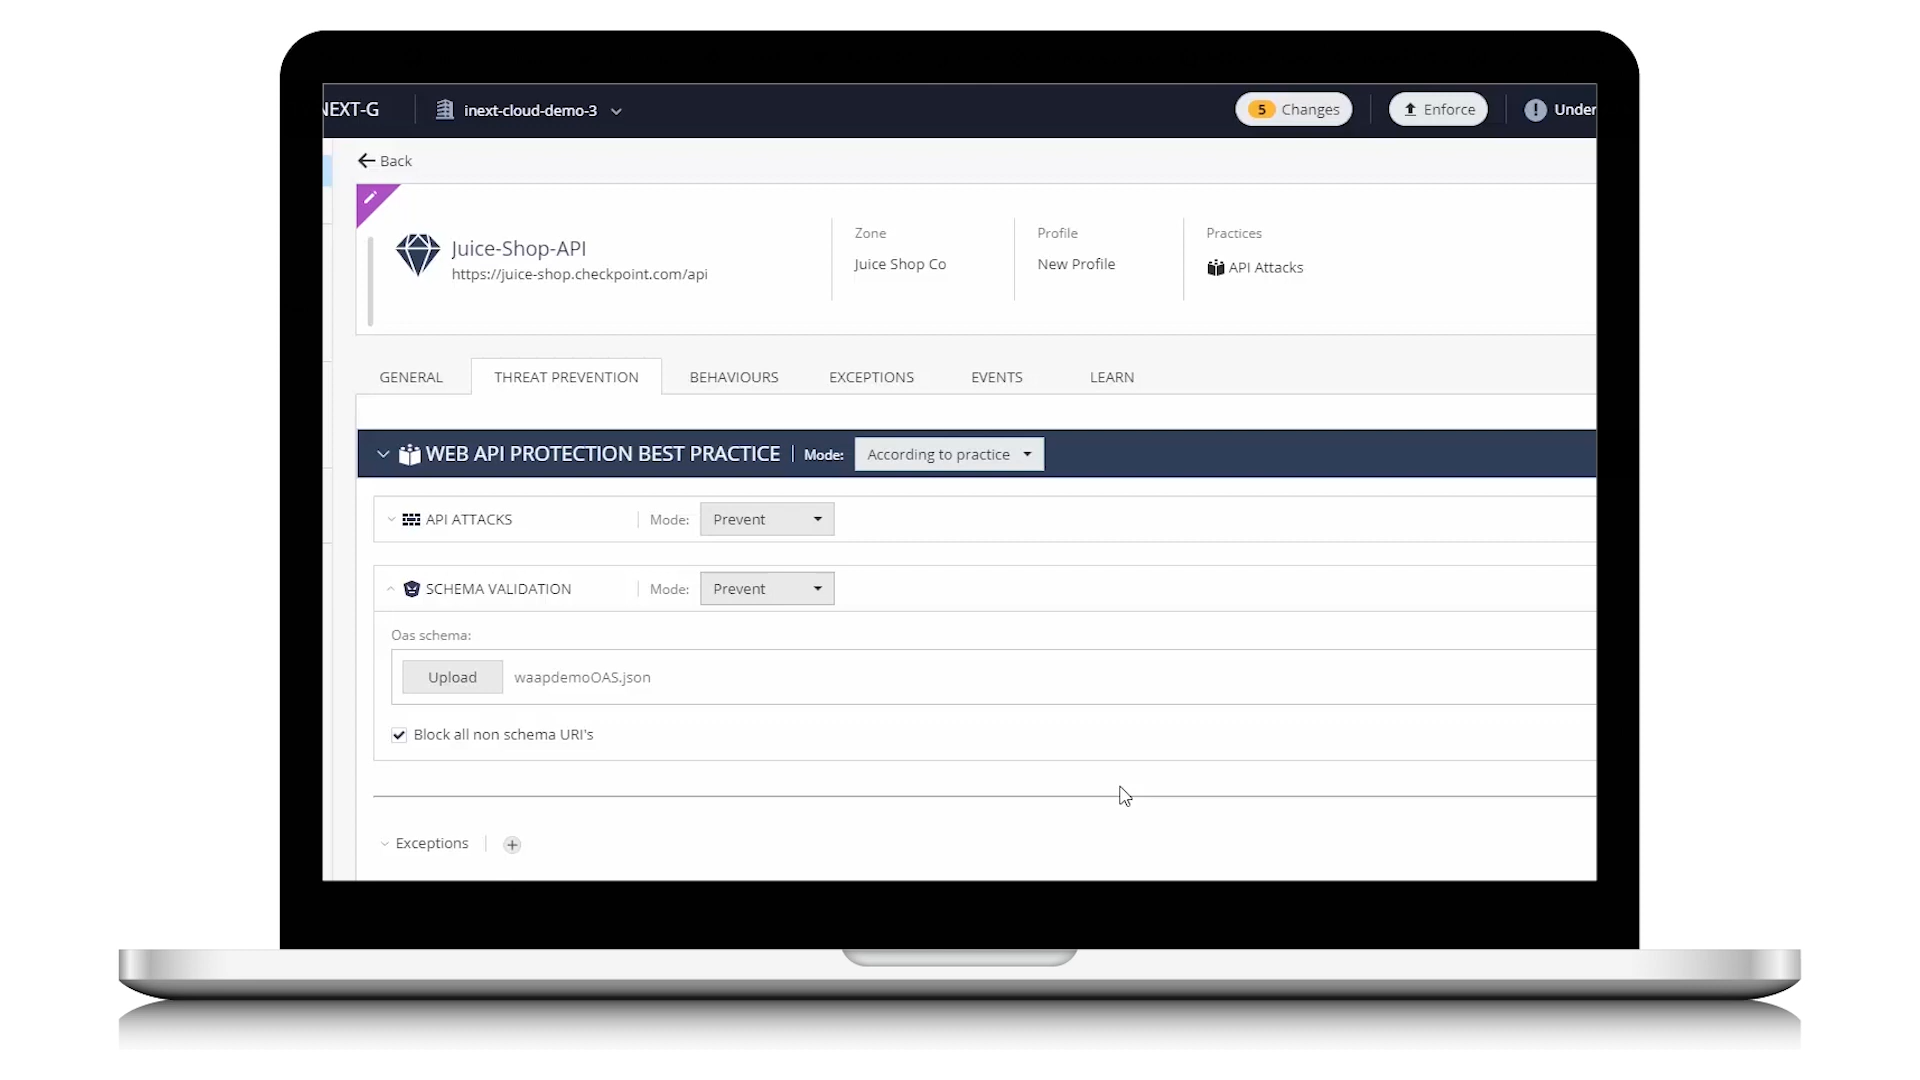 NEXT-G
inext-cloud-demo-3
5 Changes
Enforce
Under
Back
Juice-Shop-API
https://juice-shop.checkpoint.com/api
Zone
Juice Shop Co
Profile
New Profile
Practices
API Attacks
GENERAL
THREAT PREVENTION
BEHAVIOURS
EXCEPTIONS
EVENTS
LEARN
WEB API PROTECTION BEST PRACTICE
Mode: According to practice
API ATTACKS
Mode: Prevent
SCHEMA VALIDATION
Mode: Prevent
Oas schema:
Upload waapdemoOAS.json
Block all non schema URI's
Exceptions